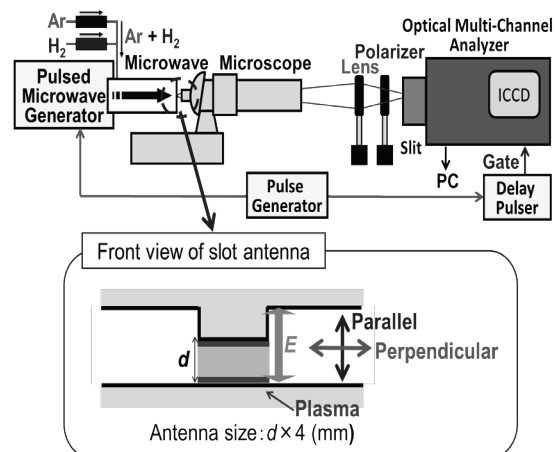 Ar
H₂
Ar + H₂
Pulsed
Microwave
Generator
Microwave
Microscope
Lens
Polarizer
Optical Multi-Channel
Analyzer
ICCD
Slit
PC
Gate
Pulse
Generator
Delay
Pulser
Front view of slot antenna
d
E
Parallel
Perpendicular
Plasma
Antenna size : d × 4 (mm)